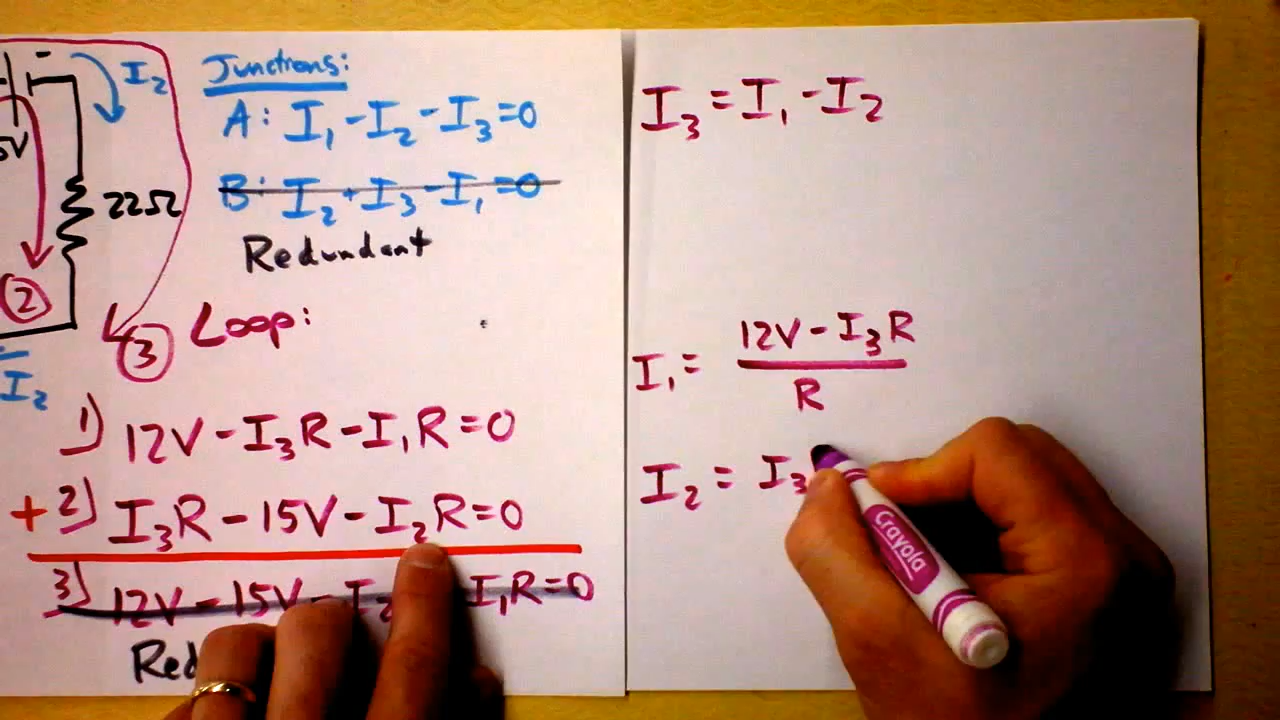 I2
5V
22Ω
2
3
I2
Junctions:
A: I1 - I2 - I3 = 0
B: I2 + I3 - I1 = 0
Redundant
Loop:
1) 12V - I3R - I1R = 0
+ 2) I3R - 15V - I2R = 0
3) 12V - 15V - I2 I1R = 0
I3 = I1 - I2
I1 = 12V - I3R
R
I2 = I3
Crayola